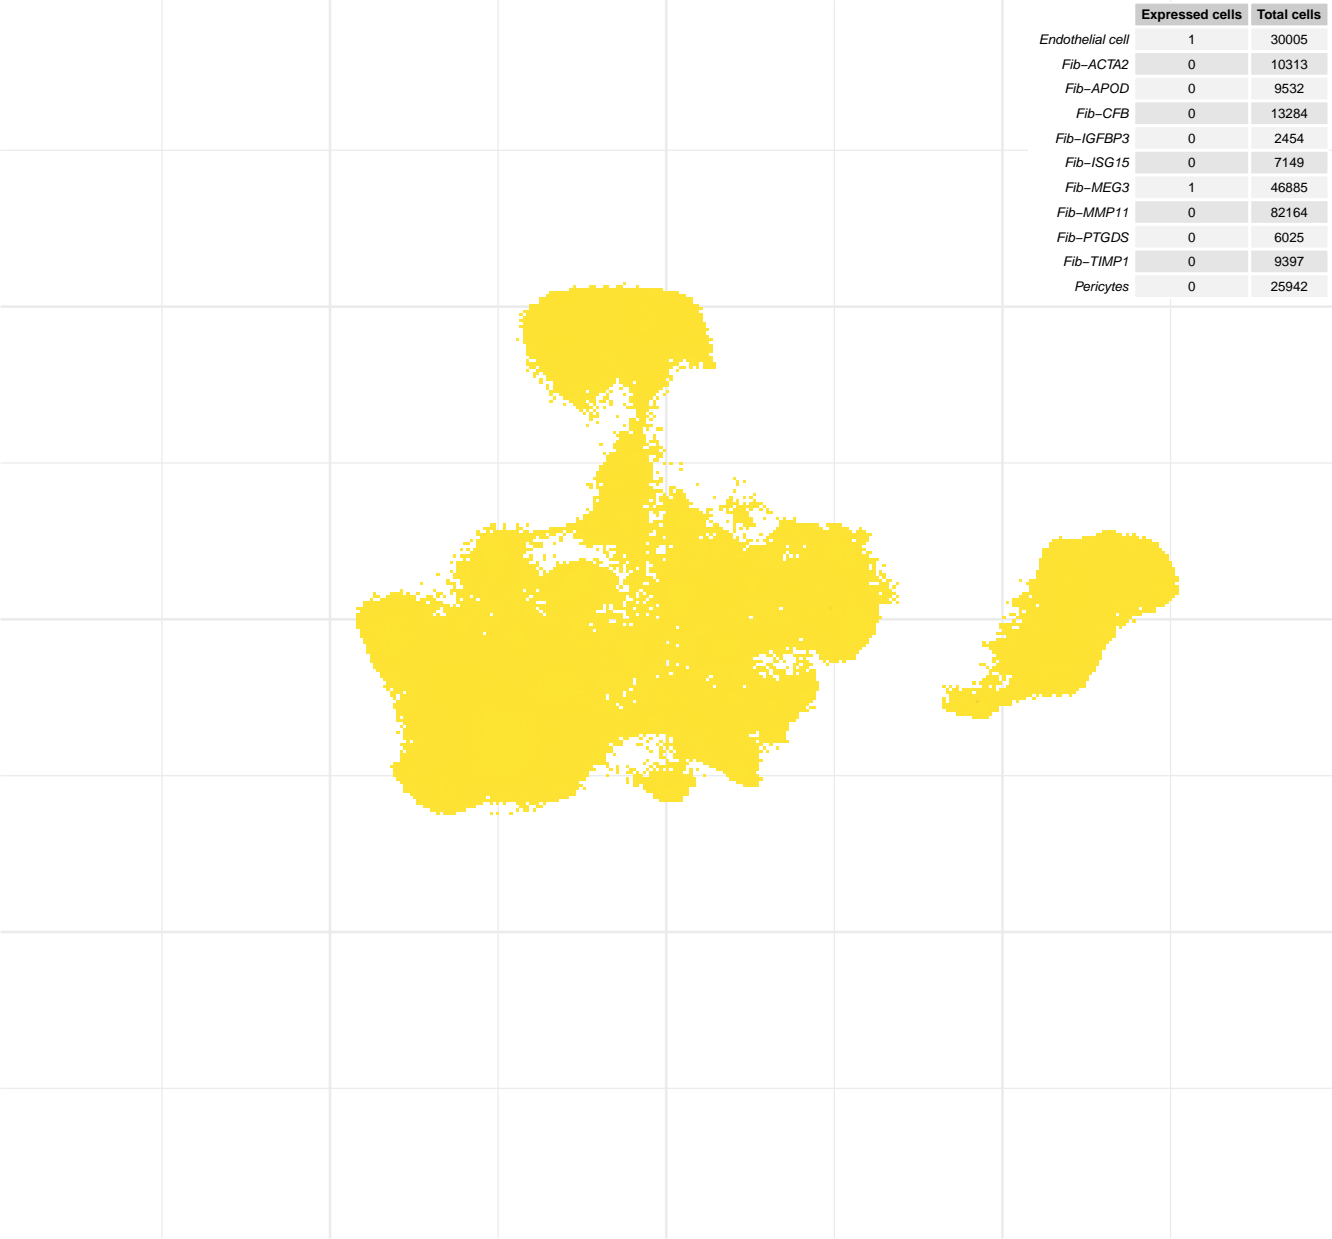 Expressed cells Total cells
Endothelial cell 1 30005
Fib−ACTA2 0 10313
Fib−APOD 0 9532
Fib−CFB 0 13284
Fib−IGFBP3 0 2454
Fib−ISG15 0 7149
Fib−MEG3 1 46885
Fib−MMP11 0 82164
Fib−PTGDS 0 6025
Fib−TIMP1 0 9397
Pericytes 0 25942